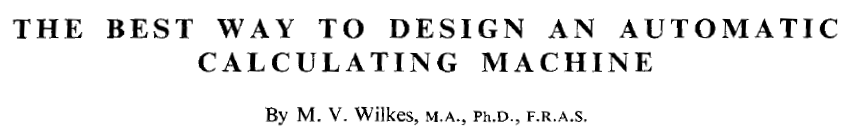 THE BEST WAY TO DESIGN AN AUTOMATIC
CALCULATING MACHINE
By M. V. Wilkes, M.A., Ph.D., F.R.A.S.